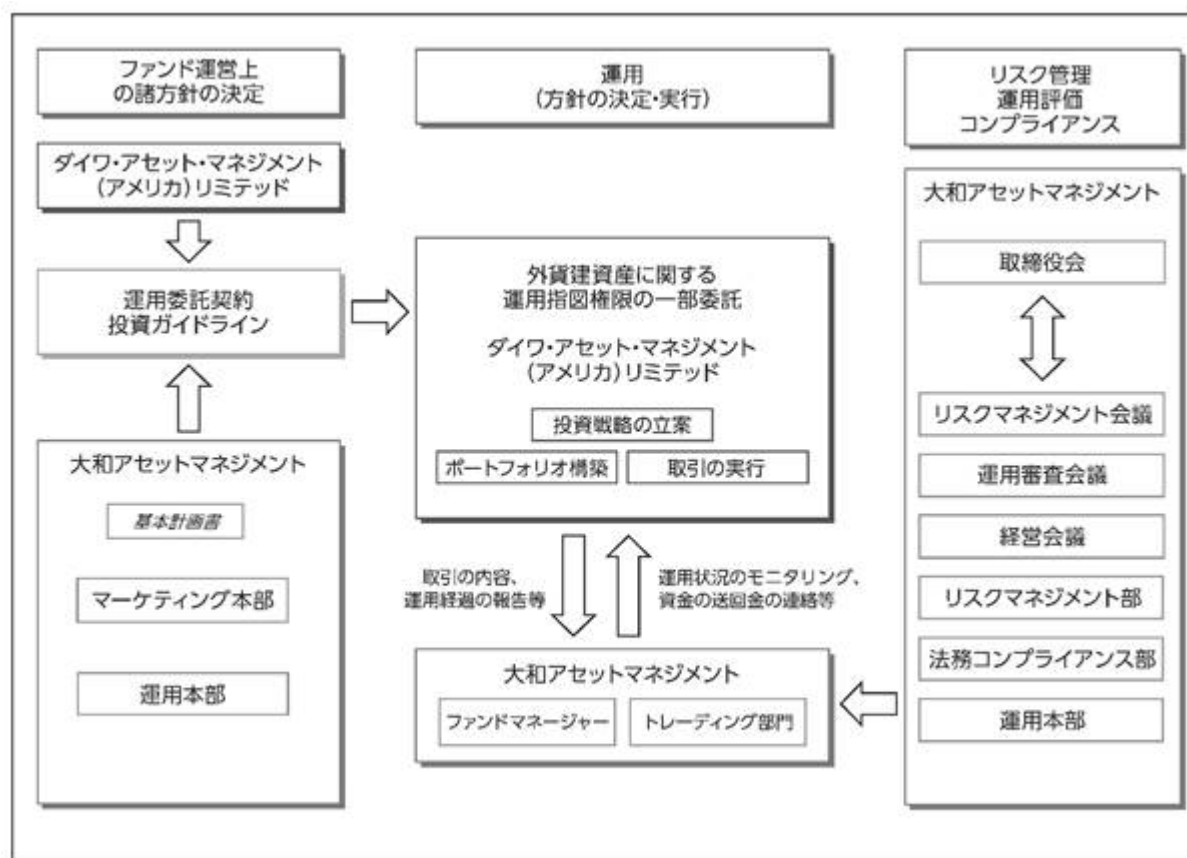 ファンド運営上
の諸方針の決定
ダイワ・アセット・マネジメント
(アメリカ)リミテッド
運用委託契約
投資ガイドライン
大和アセットマネジメント
基本計画書
マーケティング本部
運用本部
運用
(方針の決定・実行)
外貨建資産に関する
運用指図権限の一部委託
ダイワ・アセット・マネジメント
(アメリカ)リミテッド
投資戦略の立案
ポートフォリオ構築
取引の実行
取引の内容、
運用経過の報告等
運用状況のモニタリング、
資金の送回金の連絡等
大和アセットマネジメント
ファンドマネージャー
トレーディング部門
リスク管理
運用評価
コンプライアンス
大和アセットマネジメント
取締役会
リスクマネジメント会議
運用審査会議
経営会議
リスクマネジメント部
法務コンプライアンス部
運用本部